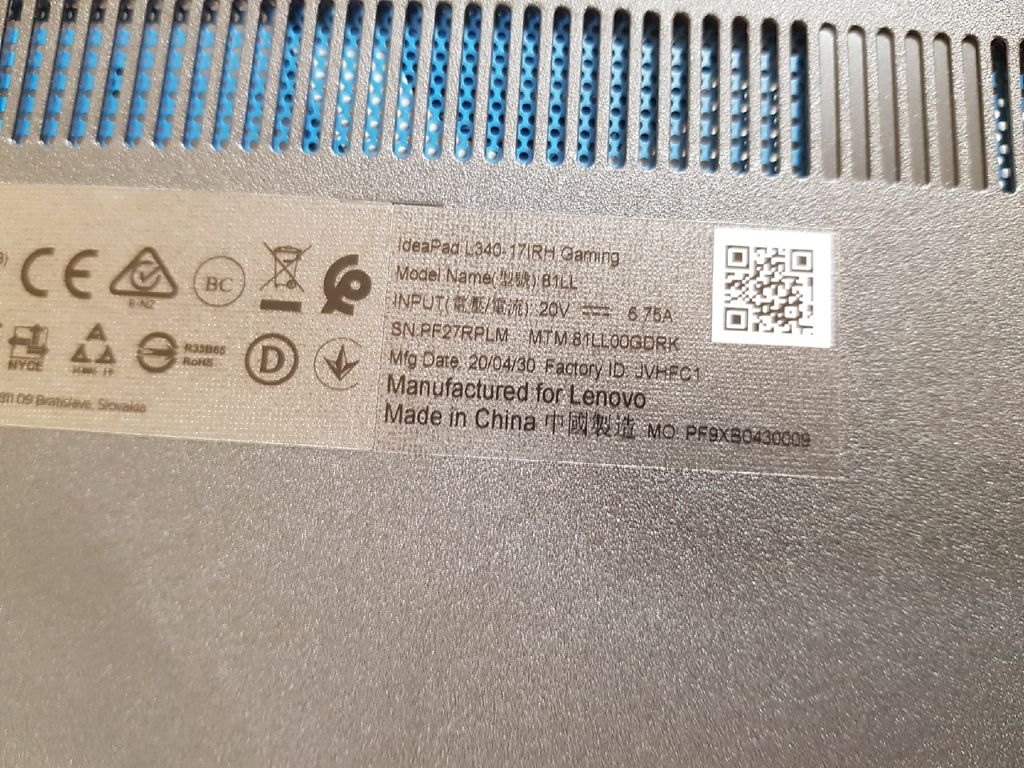 CE
R-NZ
BC
IdeaPad L340-17IRH Gaming
Model Name(型號) 81LL
INPUT(電壓/電流): 20V ⎓ 6.75A
SN:PF27RPLM MTM:81LL00GDRK
Mfg Date: 20/04/30 Factory ID: JVHFC1
Manufactured for Lenovo
Made in China 中國製造 MO: PF9XB0430009
NYCE
R33B65
RoHS
D
09 Bratislave, Slovakia